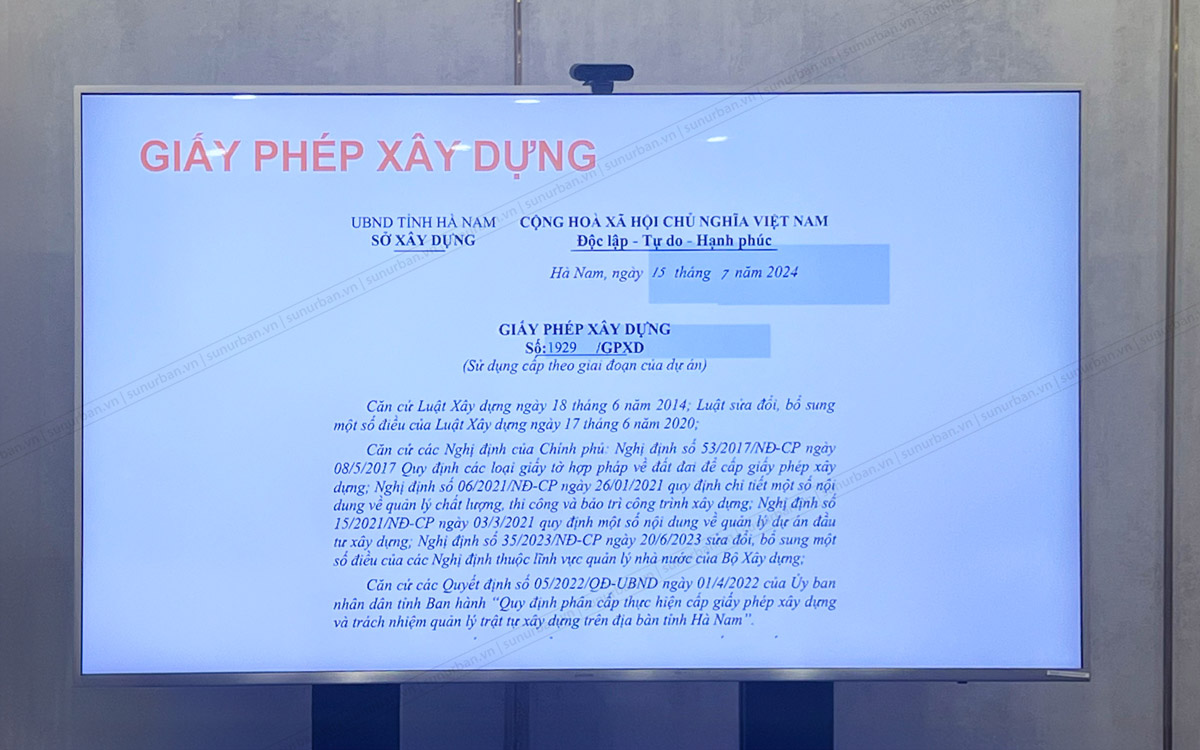 GIẤY PHÉP XÂY DỰNG
UBND TỈNH HÀ NAM
SỞ XÂY DỰNG
CỘNG HOÀ XÃ HỘI CHỦ NGHĨA VIỆT NAM
Độc lập - Tự do - Hạnh phúc
Hà Nam, ngày 15 tháng 7 năm 2024
GIẤY PHÉP XÂY DỰNG
Số:1929 /GPXD
(Sử dụng cấp theo giai đoạn của dự án)
Căn cứ Luật Xây dựng ngày 18 tháng 6 năm 2014; Luật sửa đổi, bổ sung
một số điều của Luật Xây dựng ngày 17 tháng 6 năm 2020;
Căn cứ các Nghị định của Chính phủ: Nghị định số 53/2017/NĐ-CP ngày
08/5/2017 Quy định các loại giấy tờ hợp pháp về đất đai để cấp giấy phép xây
dựng; Nghị định số 06/2021/NĐ-CP ngày 26/01/2021 quy định chi tiết một số nội
dung về quản lý chất lượng, thi công và bảo trì công trình xây dựng; Nghị định số
15/2021/NĐ-CP ngày 03/3/2021 quy định một số nội dung về quản lý dự án đầu
tư xây dựng; Nghị định số 35/2023/NĐ-CP ngày 20/6/2023 sửa đổi, bổ sung một
số điều của các Nghị định thuộc lĩnh vực quản lý nhà nước của Bộ Xây dựng;
Căn cứ các Quyết định số 05/2022/QĐ-UBND ngày 01/4/2022 của Ủy ban
nhân dân tỉnh Ban hành “Quy định phân cấp thực hiện cấp giấy phép xây dựng
và trách nhiệm quản lý trật tự xây dựng trên địa bàn tỉnh Hà Nam”.
sunurban.vn | sunurban.vn | sunurban.vn | sunurban.vn | sunurban.vn | sunurban.vn